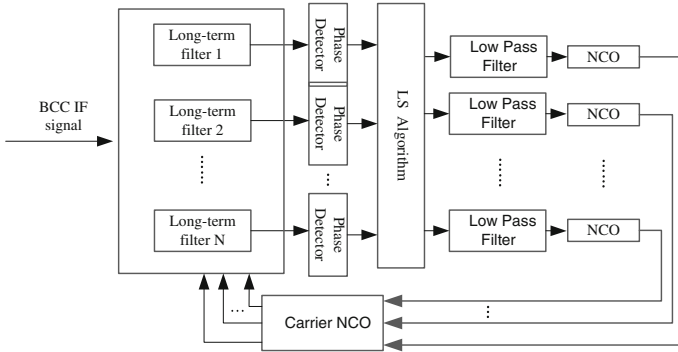 BCC IF
signal
Long-term
filter 1
Long-term
filter 2
......
Long-term
filter N
Phase
Detector
Phase
Detector
...
Phase
Detector
LS Algorithm
Low Pass
Filter
Low Pass
Filter
......
Low Pass
Filter
NCO
NCO
......
NCO
...
Carrier NCO
...